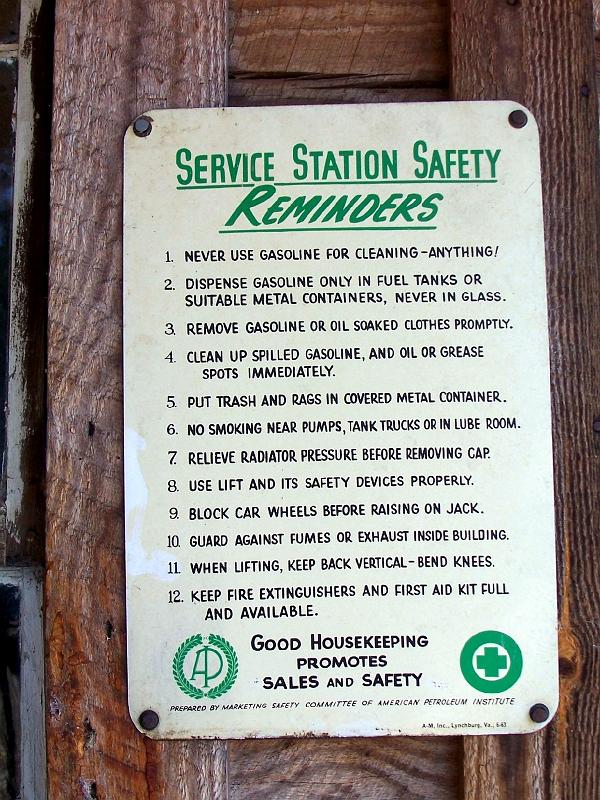 SERVICE STATION SAFETY
REMINDERS
1. NEVER USE GASOLINE FOR CLEANING-ANYTHING!
2. DISPENSE GASOLINE ONLY IN FUEL TANKS OR
SUITABLE METAL CONTAINERS, NEVER IN GLASS.
3. REMOVE GASOLINE OR OIL SOAKED CLOTHES PROMPTLY.
4. CLEAN UP SPILLED GASOLINE, AND OIL OR GREASE
SPOTS IMMEDIATELY.
5. PUT TRASH AND RAGS IN COVERED METAL CONTAINER.
6. NO SMOKING NEAR PUMPS, TANK TRUCKS OR IN LUBE ROOM.
7. RELIEVE RADIATOR PRESSURE BEFORE REMOVING CAP.
8. USE LIFT AND ITS SAFETY DEVICES PROPERLY.
9. BLOCK CAR WHEELS BEFORE RAISING ON JACK.
10. GUARD AGAINST FUMES OR EXHAUST INSIDE BUILDING.
11. WHEN LIFTING, KEEP BACK VERTICAL-BEND KNEES.
12. KEEP FIRE EXTINGUISHERS AND FIRST AID KIT FULL
AND AVAILABLE.
API
GOOD HOUSEKEEPING
PROMOTES
SALES AND SAFETY
PREPARED BY MARKETING SAFETY COMMITTEE OF AMERICAN PETROLEUM INSTITUTE
A-M, Inc., Lynchburg, Va., 6-63